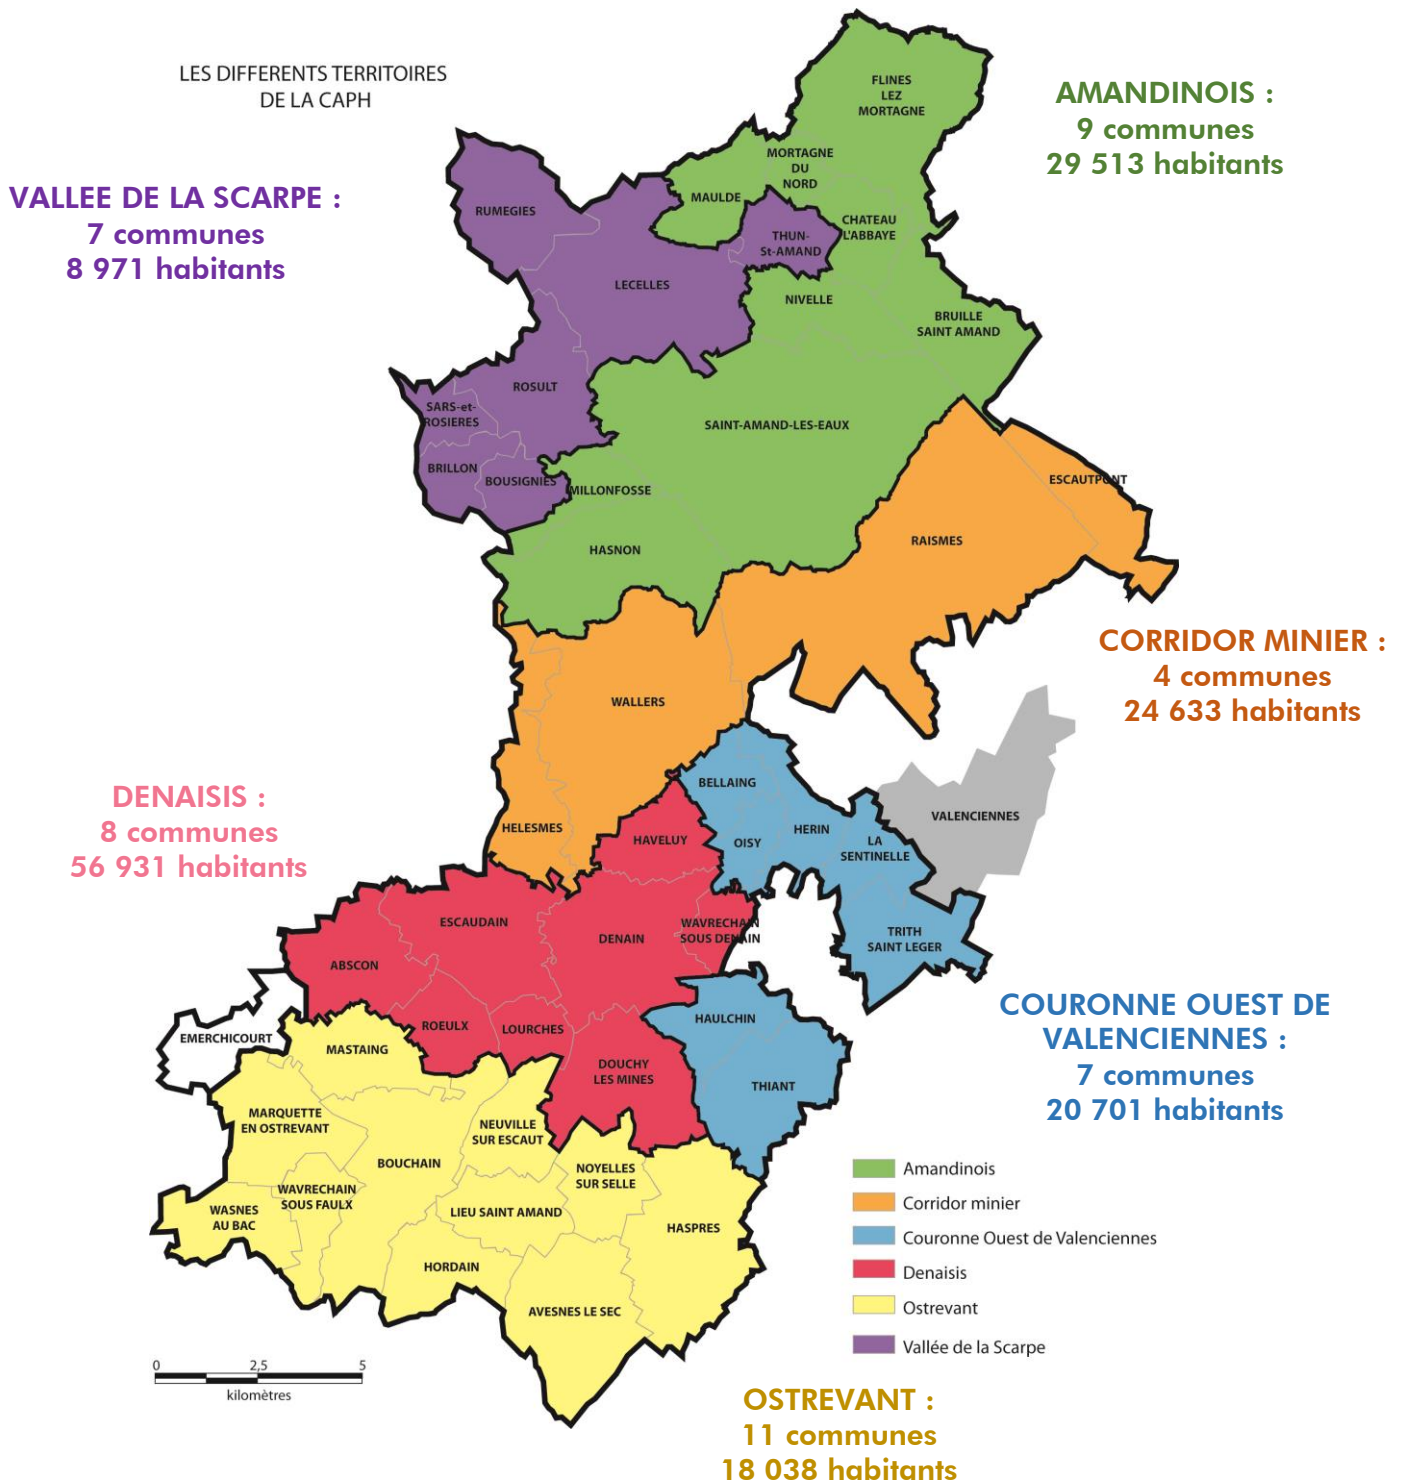 LES DIFFERENTS TERRITOIRES
DE LA CAPH
AMANDINOIS :
9 communes
29 513 habitants
VALLEE DE LA SCARPE :
7 communes
8 971 habitants
FLINES
LEZ
MORTAGNE
MORTAGNE
DU
NORD
MAULDE
RUMEGIES
THUN-
St-AMAND
CHATEAU
L'ABBAYE
LECELLES
NIVELLE
BRUILLE
SAINT AMAND
ROSULT
SARS-et-
ROSIERES
SAINT-AMAND-LES-EAUX
BRILLON
BOUSIGNIES
MILLONFOSSE
ESCAUTPONT
HASNON
RAISMES
CORRIDOR MINIER :
4 communes
24 633 habitants
WALLERS
DENAISIS :
8 communes
56 931 habitants
BELLAING
HELESMES
HAVELUY
OISY
HERIN
LA
SENTINELLE
VALENCIENNES
ESCAUDAIN
DENAIN
WAVRECHAIN
SOUS DENAIN
TRITH
SAINT LEGER
ABSCON
COURONNE OUEST DE
VALENCIENNES :
7 communes
20 701 habitants
EMERCHICOURT
MASTAING
ROEULX
LOURCHES
HAULCHIN
DOUCHY
LES MINES
THIANT
MARQUETTE
EN OSTREVANT
NEUVILLE
SUR ESCAUT
BOUCHAIN
NOYELLES
SUR SELLE
WAVRECHAIN
SOUS FAULX
WASNES
AU BAC
LIEU SAINT AMAND
HASPRES
HORDAIN
AVESNES LE SEC
Amandinois
Corridor minier
Couronne Ouest de Valenciennes
Denaisis
Ostrevant
Vallée de la Scarpe
0 2,5 5
kilomètres
OSTREVANT :
11 communes
18 038 habitants